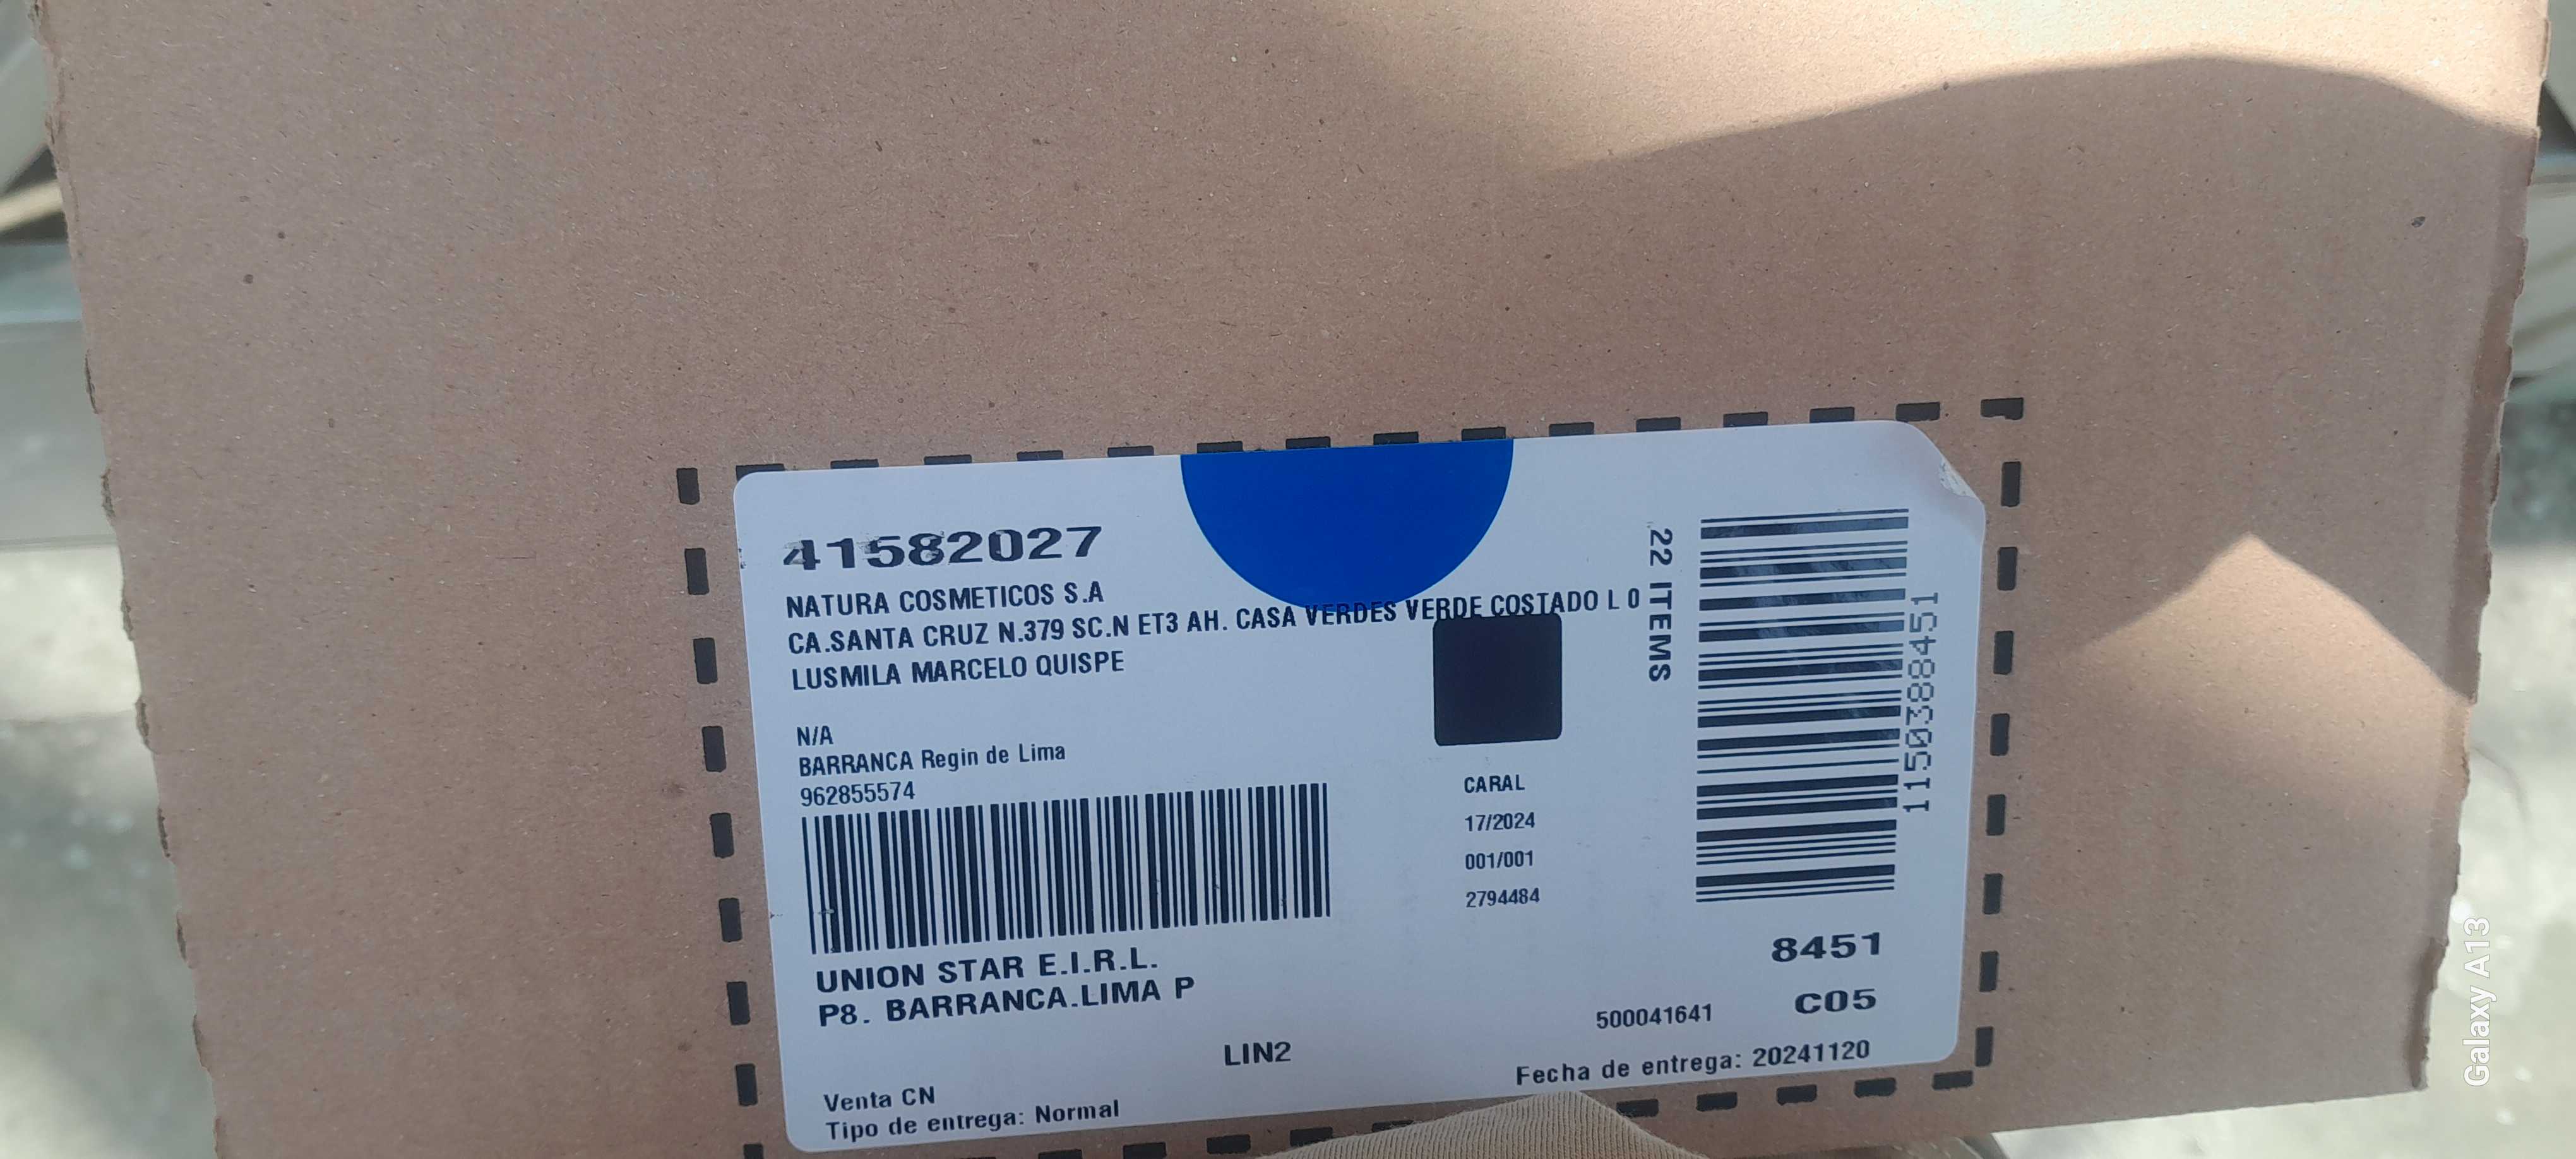 41582027
NATURA COSMETICOS S.A
CA.SANTA CRUZ N.379 SC.N ET3 AH. CASA VERDES VERDE COSTADO L 0
LUSMILA MARCELO QUISPE
N/A
BARRANCA Regin de Lima
962855574
UNION STAR E.I.R.L.
P8. BARRANCA.LIMA P
LIN2
Venta CN
Tipo de entrega: Normal
CARAL
17/2024
001/001
2794484
22 ITEMS
1150388451
8451
C05
500041641
Fecha de entrega: 20241120
Galaxy A13